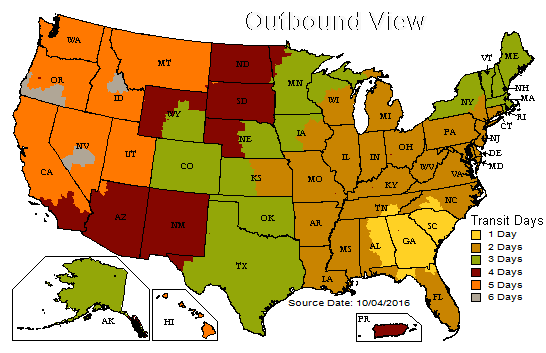 Outbound View
WA
MT
ND
MN
ME
VT
NH
MA
RI
CT
NY
OR
ID
SD
WI
MI
WY
IA
NE
PA
NJ
DE
MD
NV
UT
CO
IL
IN
OH
WV
VA
CA
KS
MO
KY
NC
TN
AZ
NM
OK
AR
SC
MS
AL
GA
TX
LA
FL
AK
HI
PR
Transit Days
1 Day
2 Days
3 Days
4 Days
5 Days
6 Days
Source Date: 10/04/2016